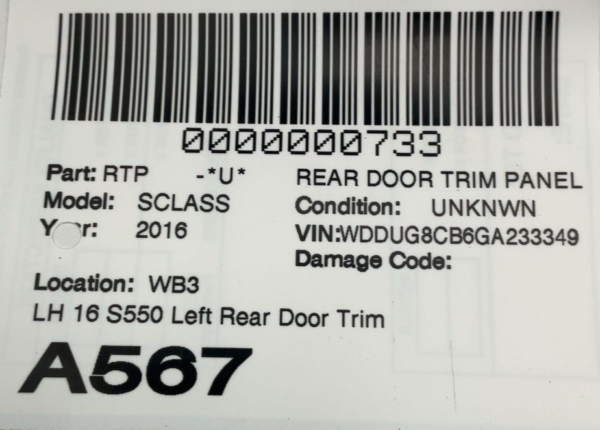 0000000733
Part: RTP -*U* REAR DOOR TRIM PANEL
Model: SCLASS Condition: UNKNWN
Year: 2016 VIN:WDDUG8CB6GA233349
Damage Code:
Location: WB3
LH 16 S550 Left Rear Door Trim
A567